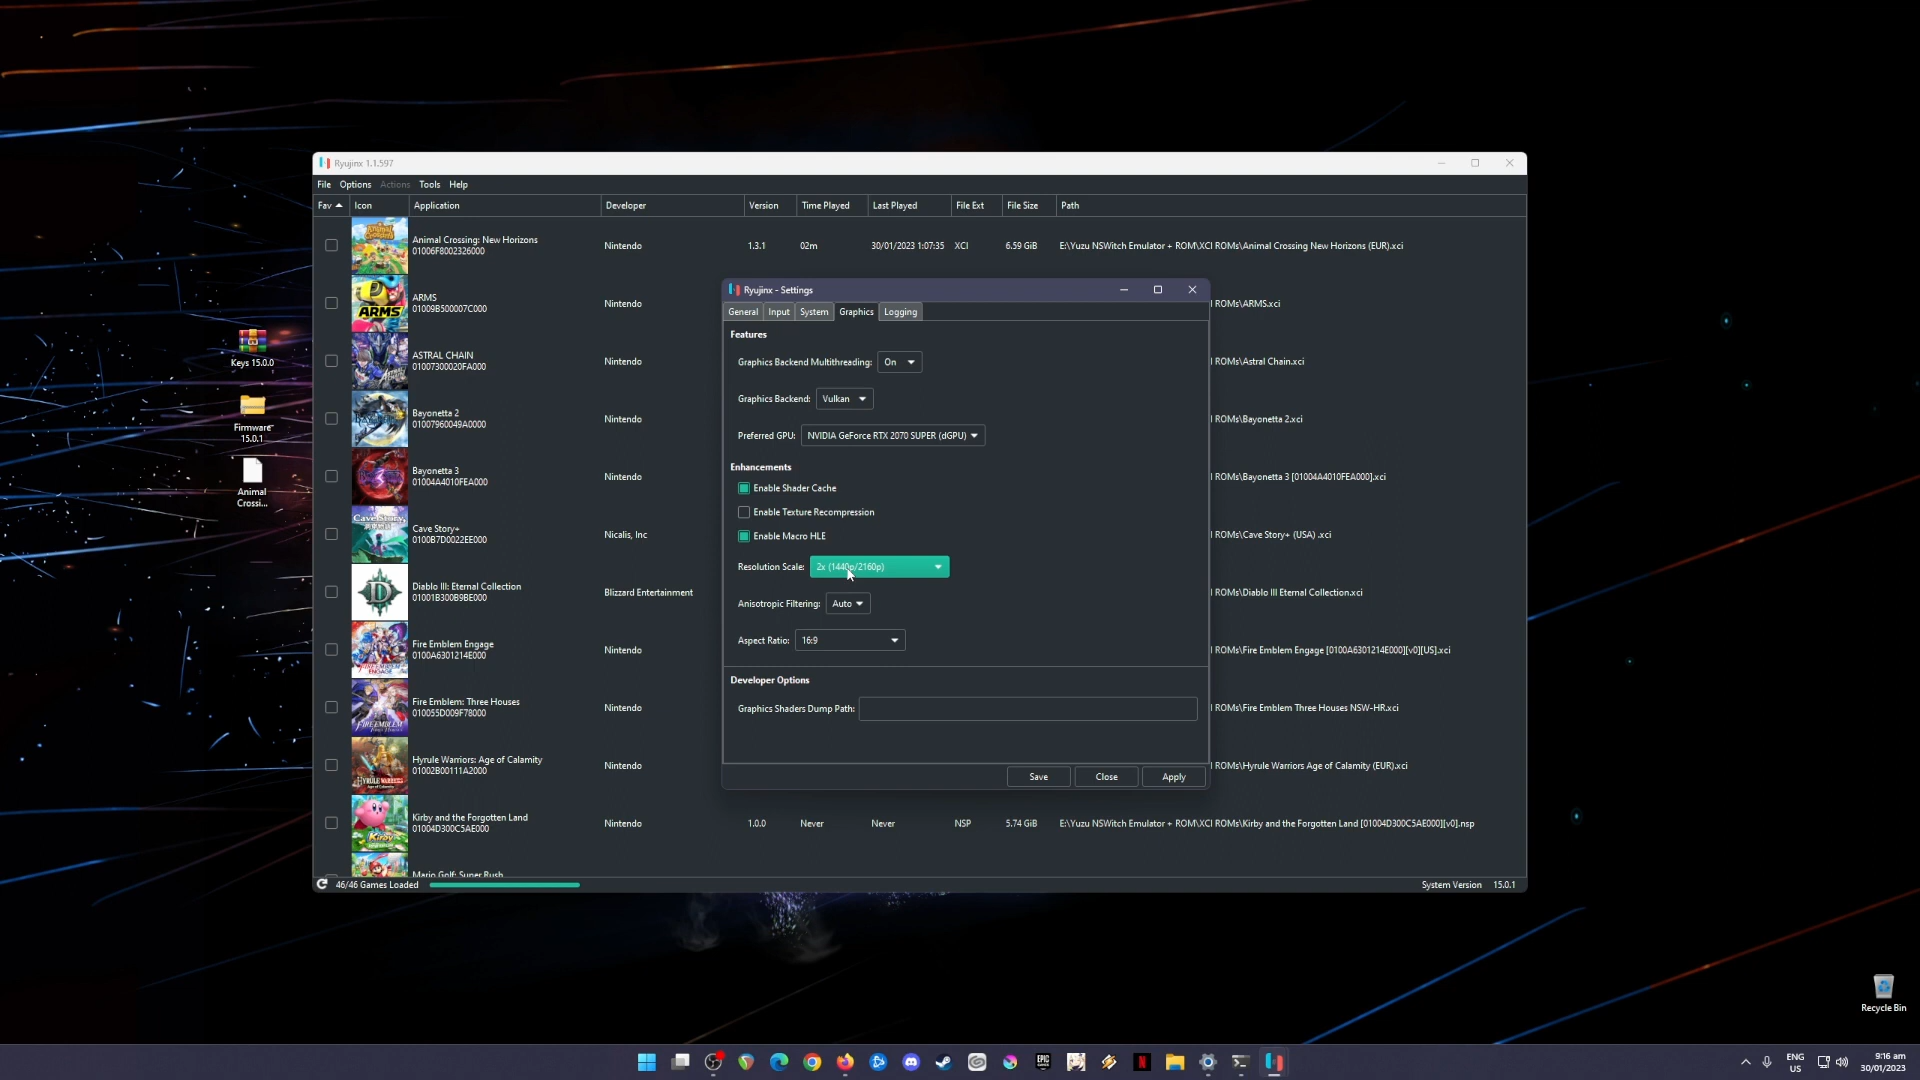 Ryujinx 1.1.597
File Options Actions Tools Help
Fav Icon Application Developer Version Time Played Last Played File Ext File Size Path
Animal Crossing: New Horizons
01006F8002326000
Nintendo 1.3.1 02m 30/01/2023 1:07:35 XCI 6.59 GiB E:\Yuzu NSWitch Emulator + ROM\XCI ROMs\Animal Crossing New Horizons (EUR).xci
ARMS
01009B500007C000
Nintendo
ROMs\ARMS.xci
ASTRAL CHAIN
01007300020FA000
Nintendo
ROMs\Astral Chain.xci
Bayonetta 2
01007960049A0000
Nintendo
ROMs\Bayonetta 2.xci
Bayonetta 3
01004A4010FEA000
Nintendo
ROMs\Bayonetta 3 [01004A4010FEA000].xci
Cave Story+
0100B7D0022EE000
Nicalis, Inc
ROMs\Cave Story+ (USA) .xci
Diablo III: Eternal Collection
01001B300B9BE000
Blizzard Entertainment
ROMs\Diablo III Eternal Collection.xci
Fire Emblem Engage
0100A6301214E000
Nintendo
ROMs\Fire Emblem Engage [0100A6301214E000][v0][US].xci
Fire Emblem: Three Houses
010055D009F78000
Nintendo
ROMs\Fire Emblem Three Houses NSW-HR.xci
Hyrule Warriors: Age of Calamity
01002B00111A2000
Nintendo
ROMs\Hyrule Warriors Age of Calamity (EUR).xci
Kirby and the Forgotten Land
01004D300C5AE000
Nintendo 1.0.0 Never Never NSP 5.74 GiB E:\Yuzu NSWitch Emulator + ROM\XCI ROMs\Kirby and the Forgotten Land [01004D300C5AE000][v0].nsp
Mario Golf: Super Rush
46/46 Games Loaded
System Version 15.0.1
Ryujinx - Settings
General Input System Graphics Logging
Features
Graphics Backend Multithreading: On
Graphics Backend: Vulkan
Preferred GPU: NVIDIA GeForce RTX 2070 SUPER (dGPU)
Enhancements
Enable Shader Cache
Enable Texture Recompression
Enable Macro HLE
Resolution Scale: 2x (1440p/2160p)
Anisotropic Filtering: Auto
Aspect Ratio: 16:9
Developer Options
Graphics Shaders Dump Path:
Save Close Apply
Keys 15.0.0
Firmware
15.0.1
Animal
Crossi...
Recycle Bin
ENG
US
9:16 am
30/01/2023